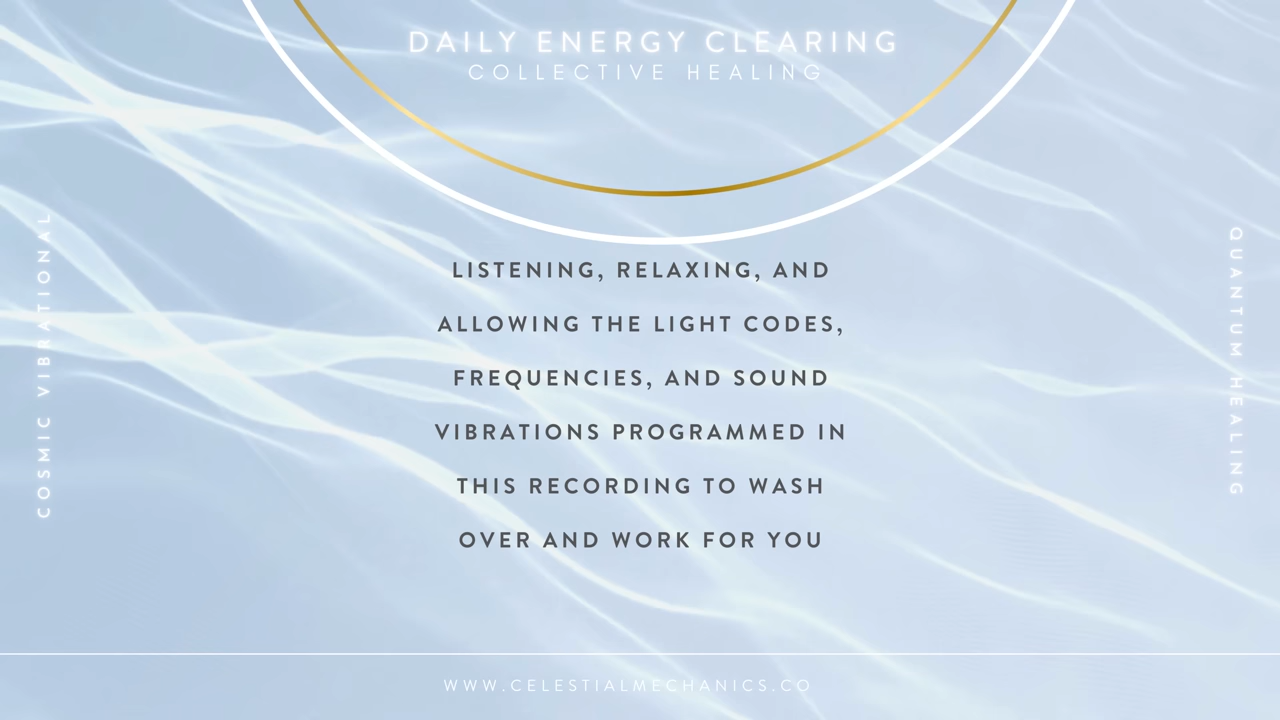 DAILY ENERGY CLEARING
COLLECTIVE HEALING
COSMIC VIBRATIONAL
QUANTUM HEALING
LISTENING, RELAXING, AND
ALLOWING THE LIGHT CODES,
FREQUENCIES, AND SOUND
VIBRATIONS PROGRAMMED IN
THIS RECORDING TO WASH
OVER AND WORK FOR YOU
WWW.CELESTIALMECHANICS.CO